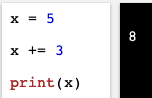 x = 5
x += 3
print(x)
8